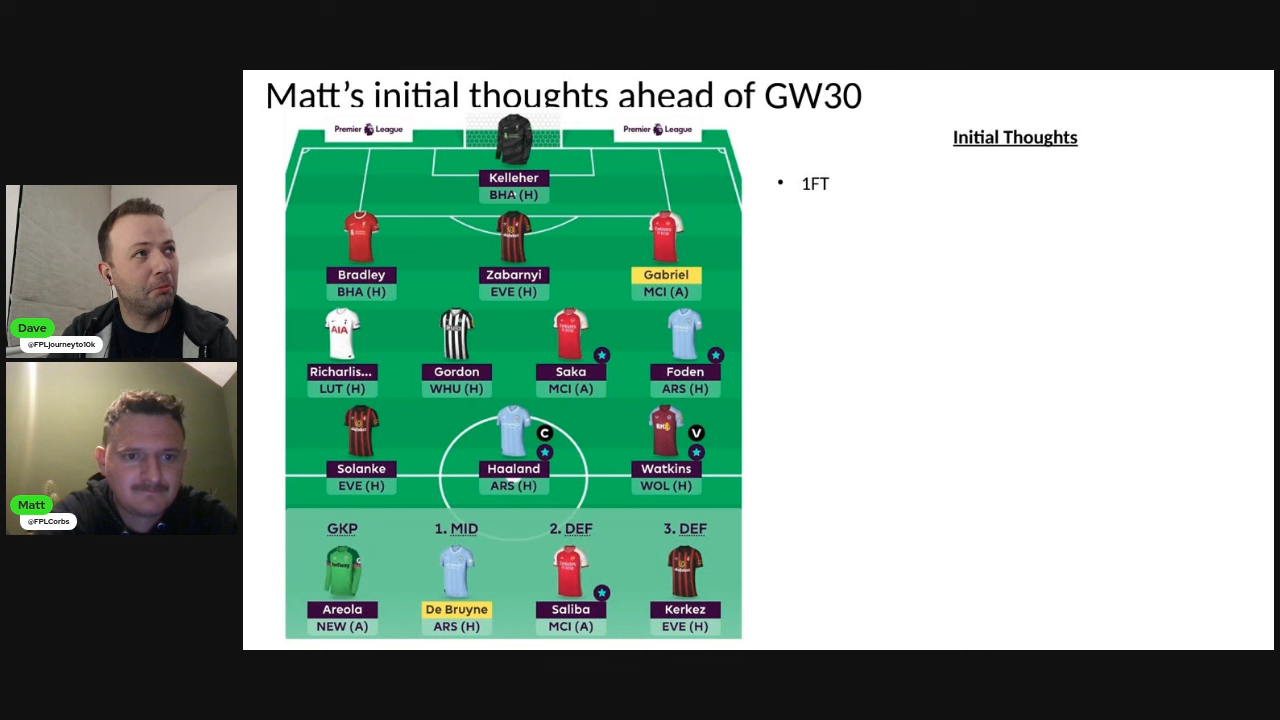 Matt's initial thoughts ahead of GW30
Premier League
Premier League
Initial Thoughts
Kelleher
BHA (H)
• 1FT
Bradley
Zabarnyi
Gabriel
BHA (H)
EVE (H)
MCI (A)
AIA
Richarlis...
Gordon
Saka
Foden
LUT (H)
WHU (H)
MCI (A)
ARS (H)
Dave
@FPLjourneyto10k
C
V
Solanke
Haaland
Watkins
EVE (H)
ARS (H)
WOL (H)
Matt
@FPLCorbs
GKP
1. MID
2. DEF
3. DEF
betway
Areola
De Bruyne
Saliba
Kerkez
NEW (A)
ARS (H)
MCI (A)
EVE (H)